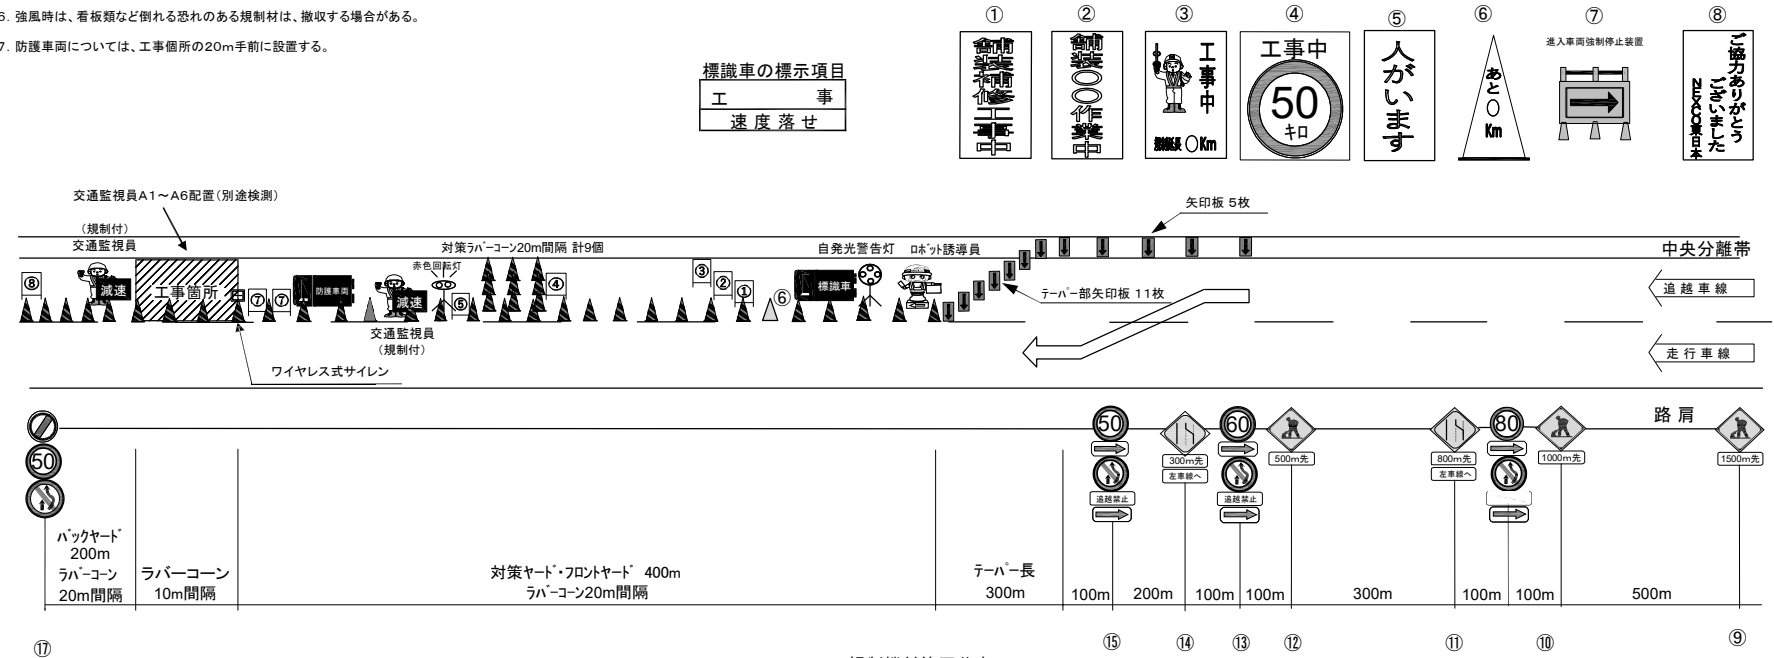 6. 強風時は、看板類など倒れる恐れのある規制材は、撤収する場合がある。
7. 防護車両については、工事個所の20m手前に設置する。
標識車の標示項目
工 事
速度落せ
① ② ③ ④ ⑤ ⑥ ⑦ ⑧
舗装補修工事中
舗装〇〇作業中
工事中
規制延長 〇Km
工事中
50
キロ
人がいます
あと〇Km
進入車両強制停止装置
ご協力ありがとう
ございました
NEXCO東日本
交通監視員A1～A6配置(別途検測)
矢印板 5枚
(規制付)
交通監視員
対策ラバーコーン20m間隔 計9個
自発光警告灯
ロボット誘導員
中央分離帯
赤色回転灯
⑧
減速
工事箇所
⑦ ⑦
防護車両
減速
⑤
④
③
②
①
⑥
標識車
テーパー部矢印板 11枚
追越車線
交通監視員
(規制付)
走行車線
ワイヤレス式サイレン
路肩
50
50
60
80
300m先
左車線へ
500m先
800m先
左車線へ
1000m先
1500m先
追越禁止
追越禁止
バックヤード
200m
ラバーコーン
20m間隔
ラバーコーン
10m間隔
対策ヤード・フロントヤード 400m
ラバーコーン20m間隔
テーパー長
300m
100m 200m 100m 100m 300m 100m 100m 500m
⑰ ⑮ ⑭ ⑬ ⑫ ⑪ ⑩ ⑨